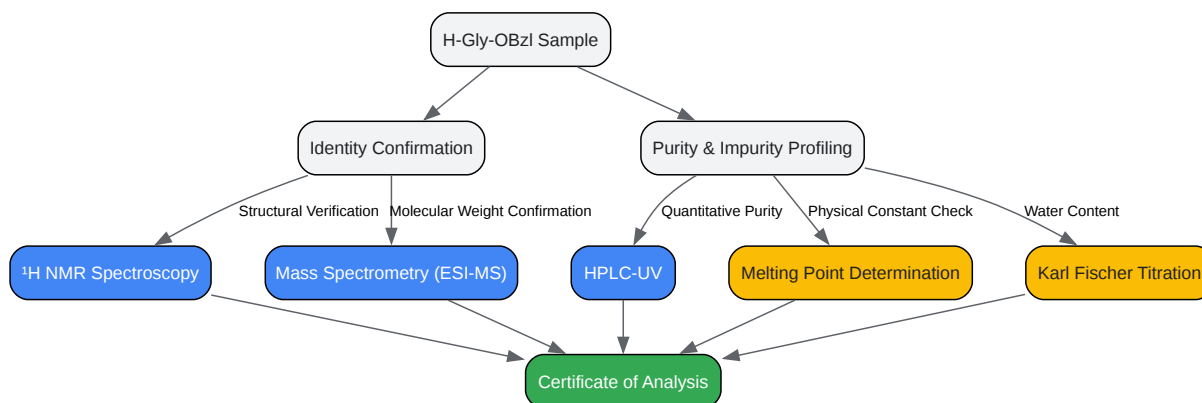 H-Gly-OBzl Sample
Identity Confirmation
Purity & Impurity Profiling
Structural Verification
Molecular Weight Confirmation
Quantitative Purity
Physical Constant Check
Water Content
¹H NMR Spectroscopy
Mass Spectrometry (ESI-MS)
HPLC-UV
Melting Point Determination
Karl Fischer Titration
Certificate of Analysis